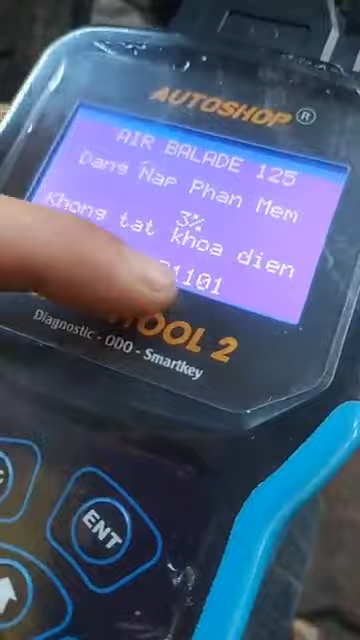 AUTOSHOP ®
AIR BALADE 125
Dang Nap Phan Mem
3%
Khong tat khoa dien
1101
TOOL 2
Diagnostic - ODO - Smartkey
ENT